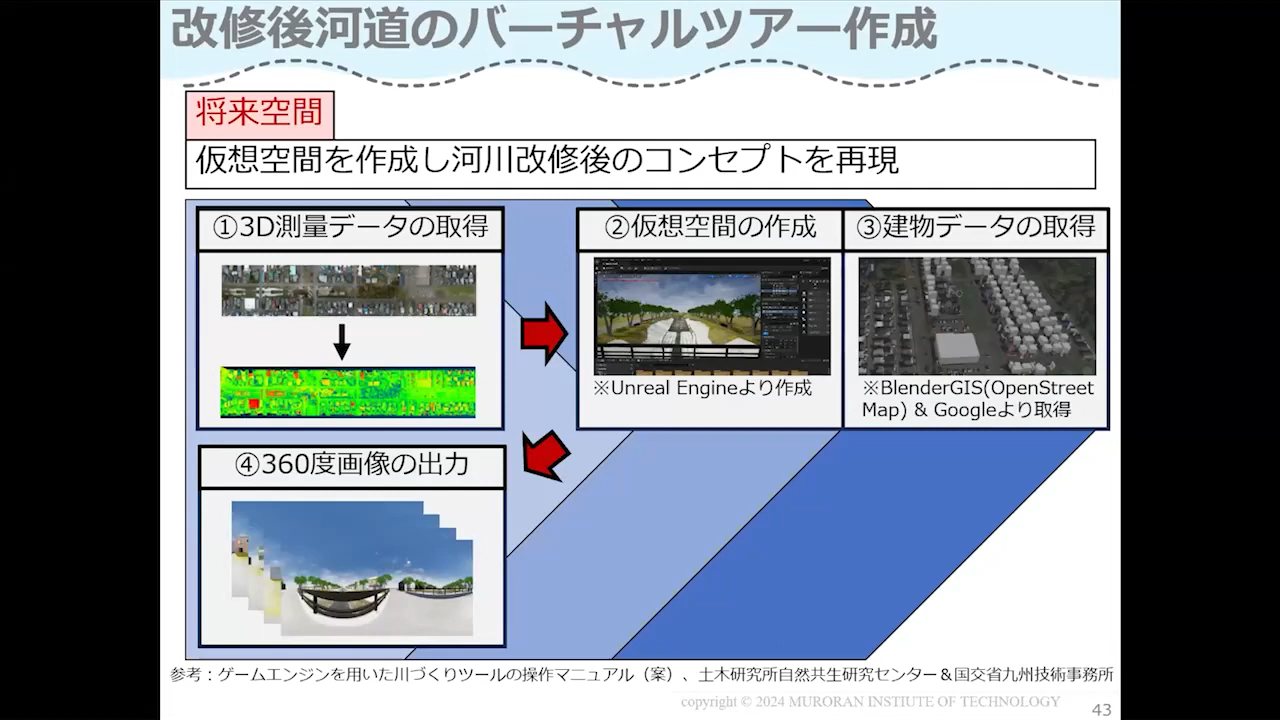 改修後河道のバーチャルツアー作成
将来空間
仮想空間を作成し河川改修後のコンセプトを再現
①3D測量データの取得
②仮想空間の作成
③建物データの取得
※Unreal Engineより作成
※BlenderGIS(OpenStreet
Map) & Googleより取得
④360度画像の出力
参考：ゲームエンジンを用いた川づくりツールの操作マニュアル（案）、土木研究所自然共生研究センター＆国交省九州技術事務所
copyright © 2024 MURORAN INSTIUTE OF TECHNOLOGY
43